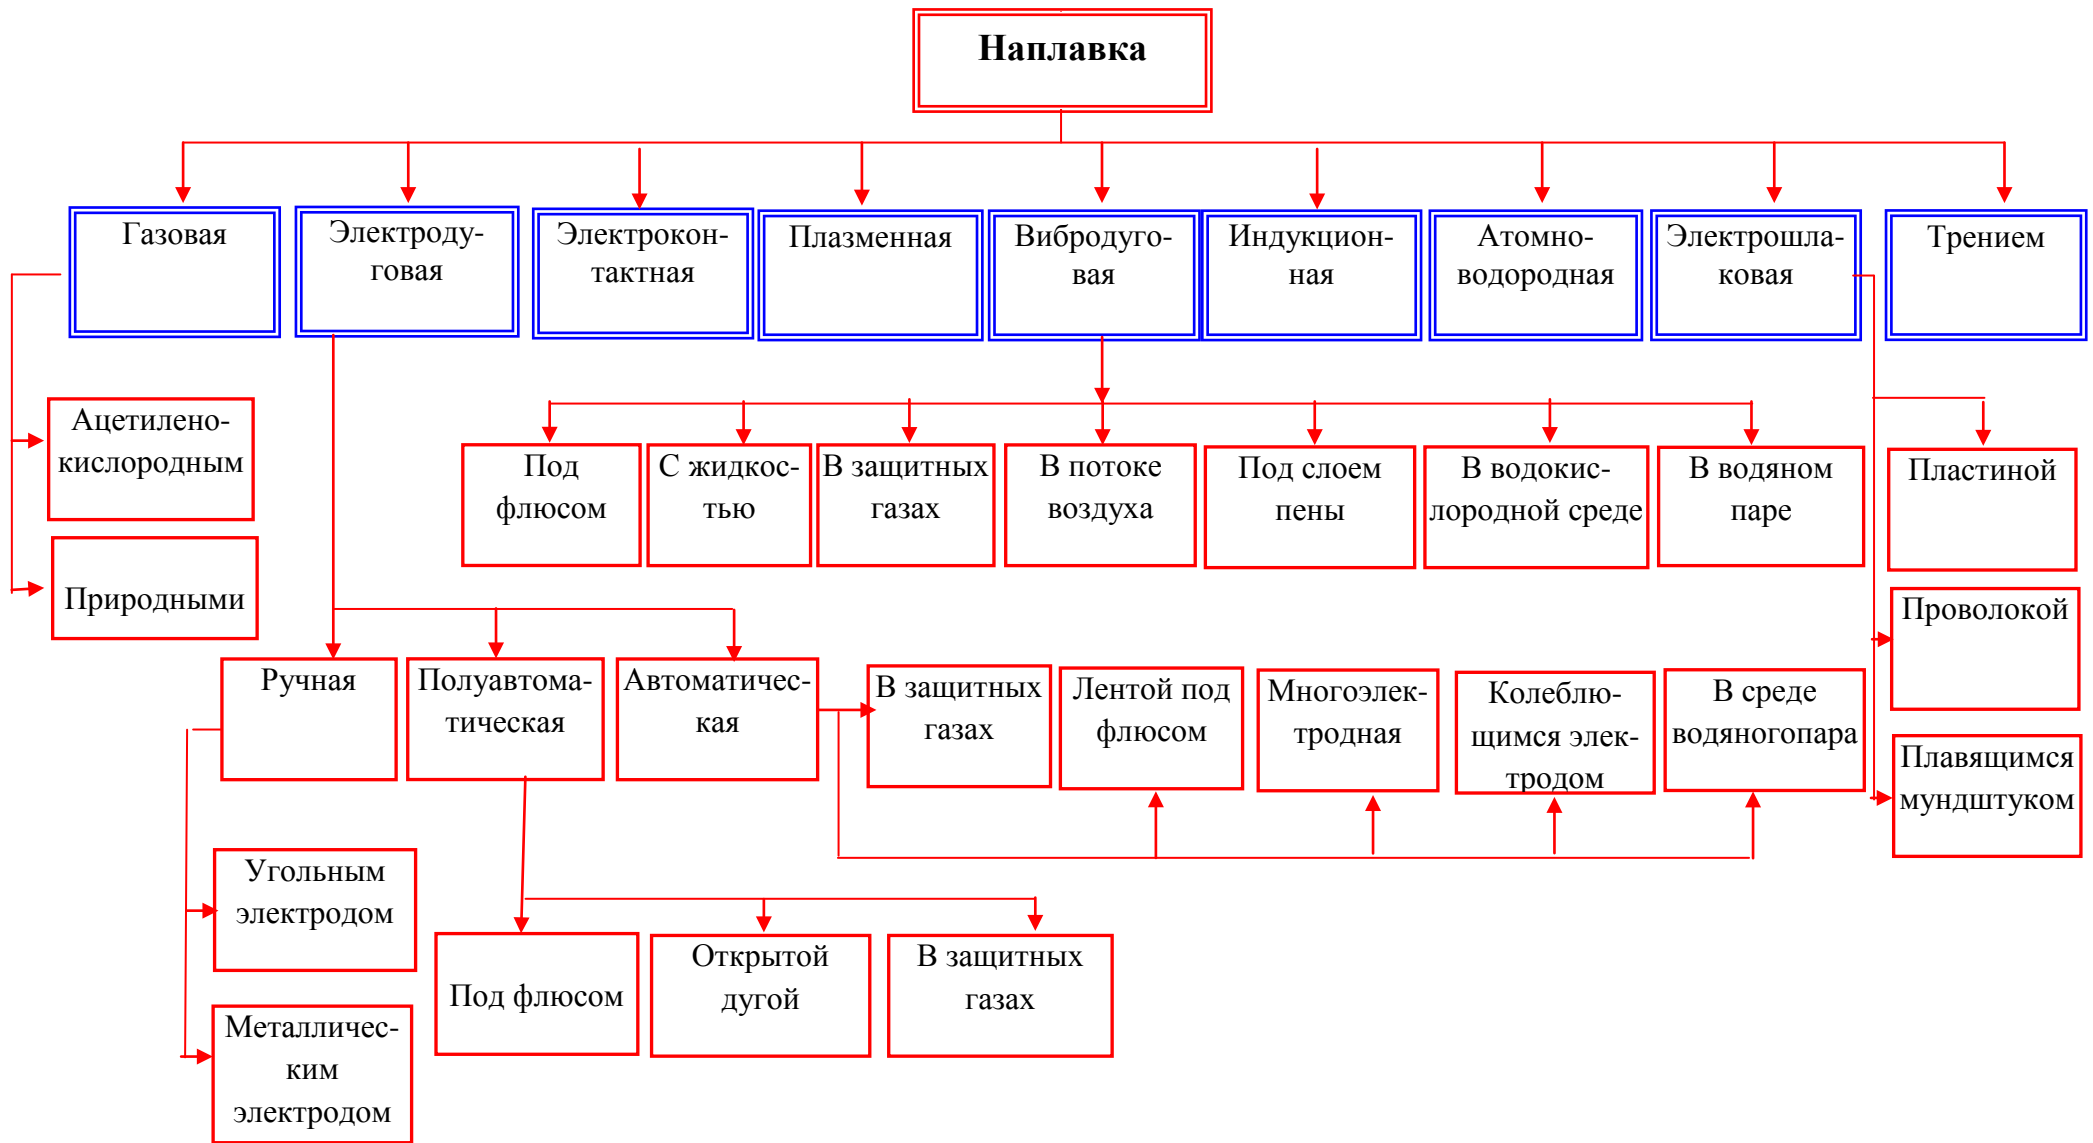 Наплавка
Газовая
Электроду-
говая
Электрокон-
тактная
Плазменная
Вибродуго-
вая
Индукцион-
ная
Атомно-
водородная
Электрошла-
ковая
Трением
Ацетилено-
кислородным
Природными
Под
флюсом
С жидкос-
тью
В защитных
газах
В потоке
воздуха
Под слоем
пены
В водокис-
лородной среде
В водяном
паре
Пластиной
Проволокой
Плавящимся
мундштуком
Ручная
Полуавтома-
тическая
Автоматичес-
кая
В защитных
газах
Лентой под
флюсом
Многоэлек-
тродная
Колеблю-
щимся элек-
тродом
В среде
водяногопара
Угольным
электродом
Металличес-
ким
электродом
Под флюсом
Открытой
дугой
В защитных
газах